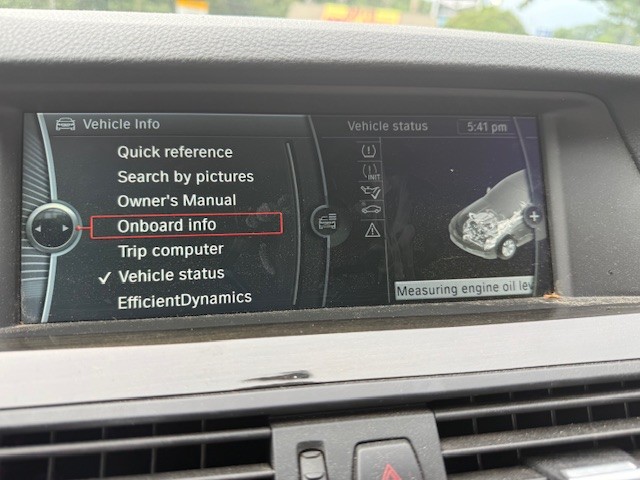 Vehicle Info
Quick reference
Search by pictures
Owner's Manual
Onboard info
Trip computer
Vehicle status
EfficientDynamics
Vehicle status
5:41 pm
INIT
Measuring engine oil lev